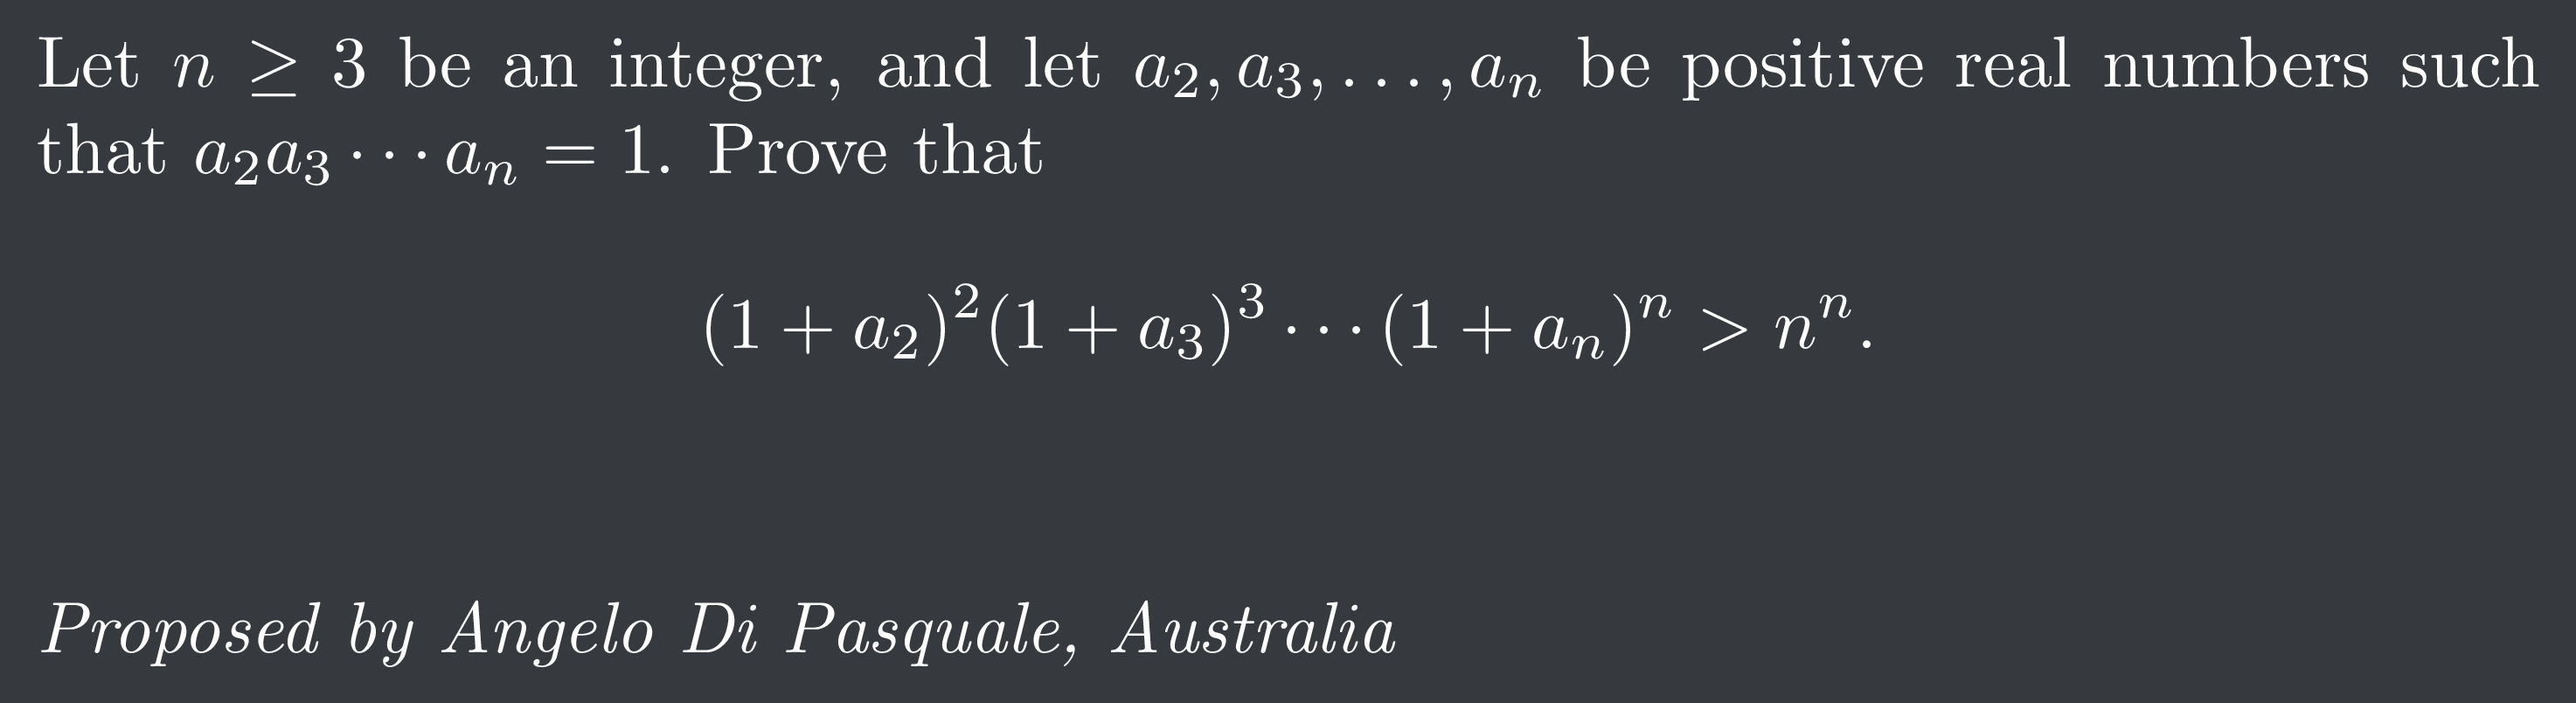 Let n ≥ 3 be an integer, and let a₂, a₃, . . . , aₙ be positive real numbers such
that a₂a₃ · · · aₙ = 1. Prove that
(1 + a₂)²(1 + a₃)³ · · · (1 + aₙ)ⁿ > nⁿ.
Proposed by Angelo Di Pasquale, Australia